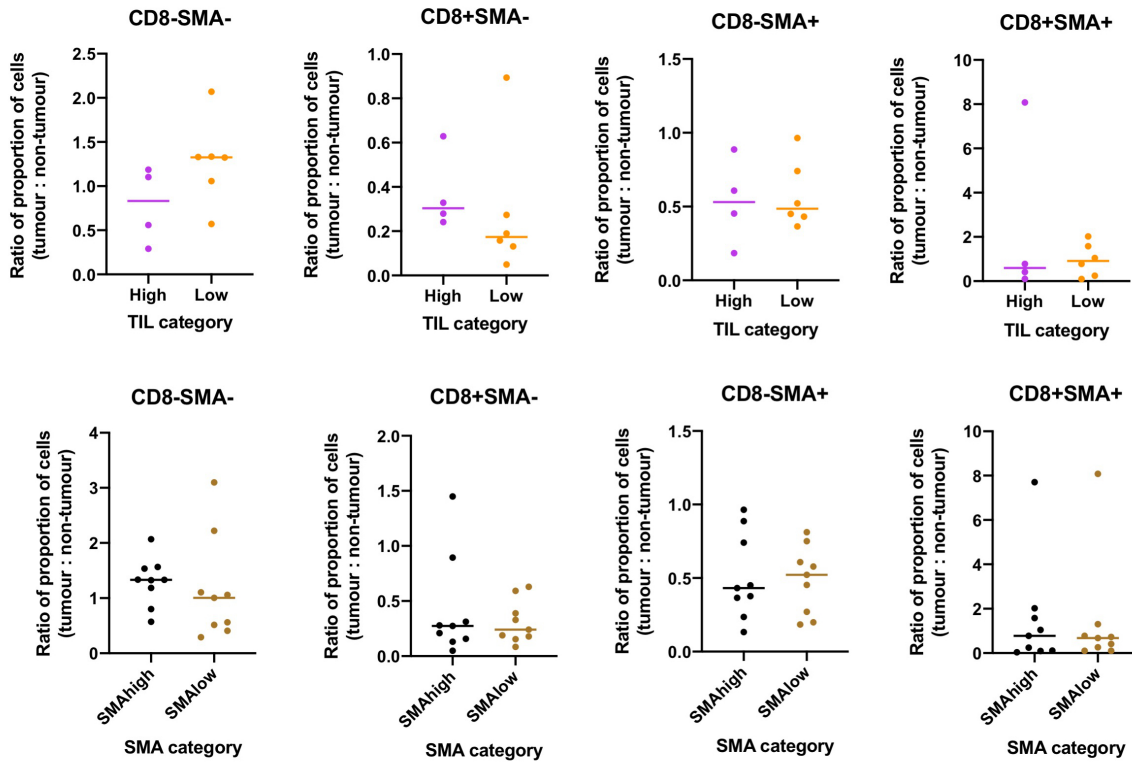 CD8-SMA-
Ratio of proportion of cells
(tumour : non-tumour)
2.5
2.0
1.5
1.0
0.5
0.0
High Low
TIL category
CD8+SMA-
Ratio of proportion of cells
(tumour : non-tumour)
1.0
0.8
0.6
0.4
0.2
0.0
High Low
TIL category
CD8-SMA+
Ratio of proportion of cells
(tumour : non-tumour)
1.5
1.0
0.5
0.0
High Low
TIL category
CD8+SMA+
Ratio of proportion of cells
(tumour : non-tumour)
10
8
6
4
2
0
High Low
TIL category
CD8-SMA-
Ratio of proportion of cells
(tumour : non-tumour)
4
3
2
1
0
SMAhigh SMAlow
SMA category
CD8+SMA-
Ratio of proportion of cells
(tumour : non-tumour)
2.0
1.5
1.0
0.5
0.0
SMAhigh SMAlow
SMA category
CD8-SMA+
Ratio of proportion of cells
(tumour : non-tumour)
1.5
1.0
0.5
0.0
SMAhigh SMAlow
SMA category
CD8+SMA+
Ratio of proportion of cells
(tumour : non-tumour)
10
8
6
4
2
0
SMAhigh SMAlow
SMA category